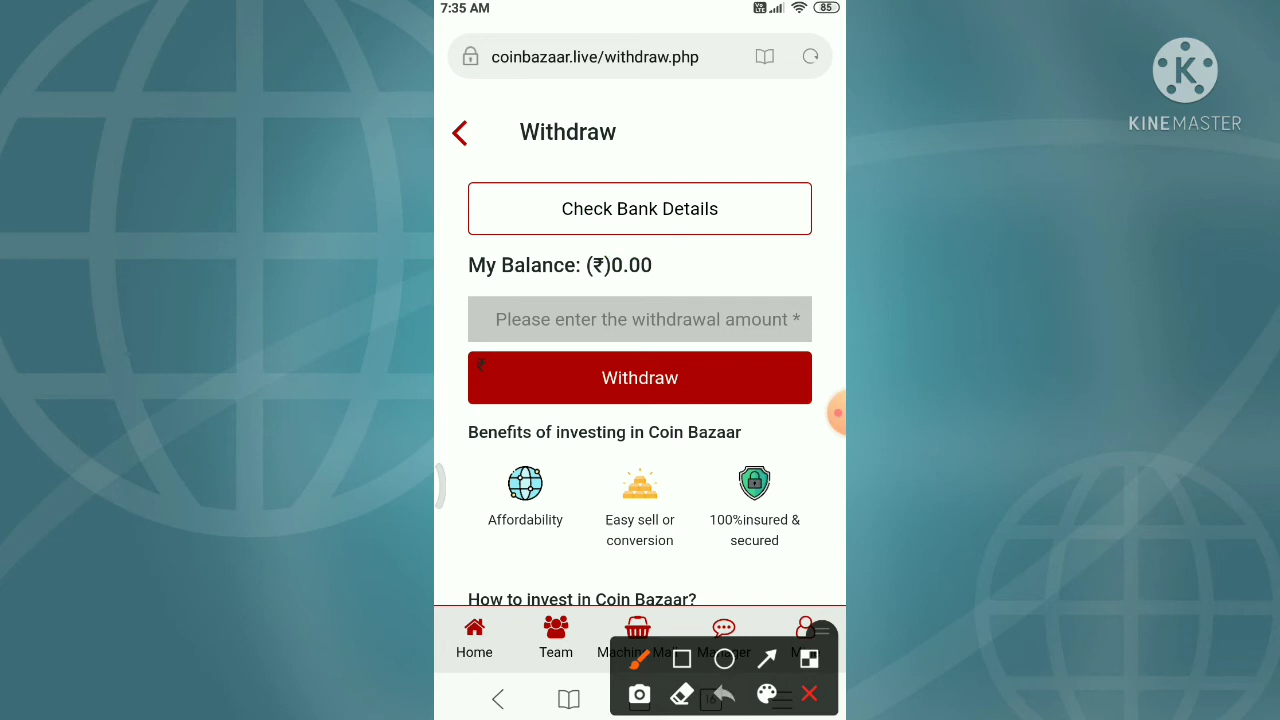 7:35 AM
Vo LTE
85
coinbazaar.live/withdraw.php
K
KINEMASTER
Withdraw
Check Bank Details
My Balance: (₹)0.00
Please enter the withdrawal amount *
₹
Withdraw
Benefits of investing in Coin Bazaar
Affordability
Easy sell or
conversion
100%insured &
secured
How to invest in Coin Bazaar?
Home Team